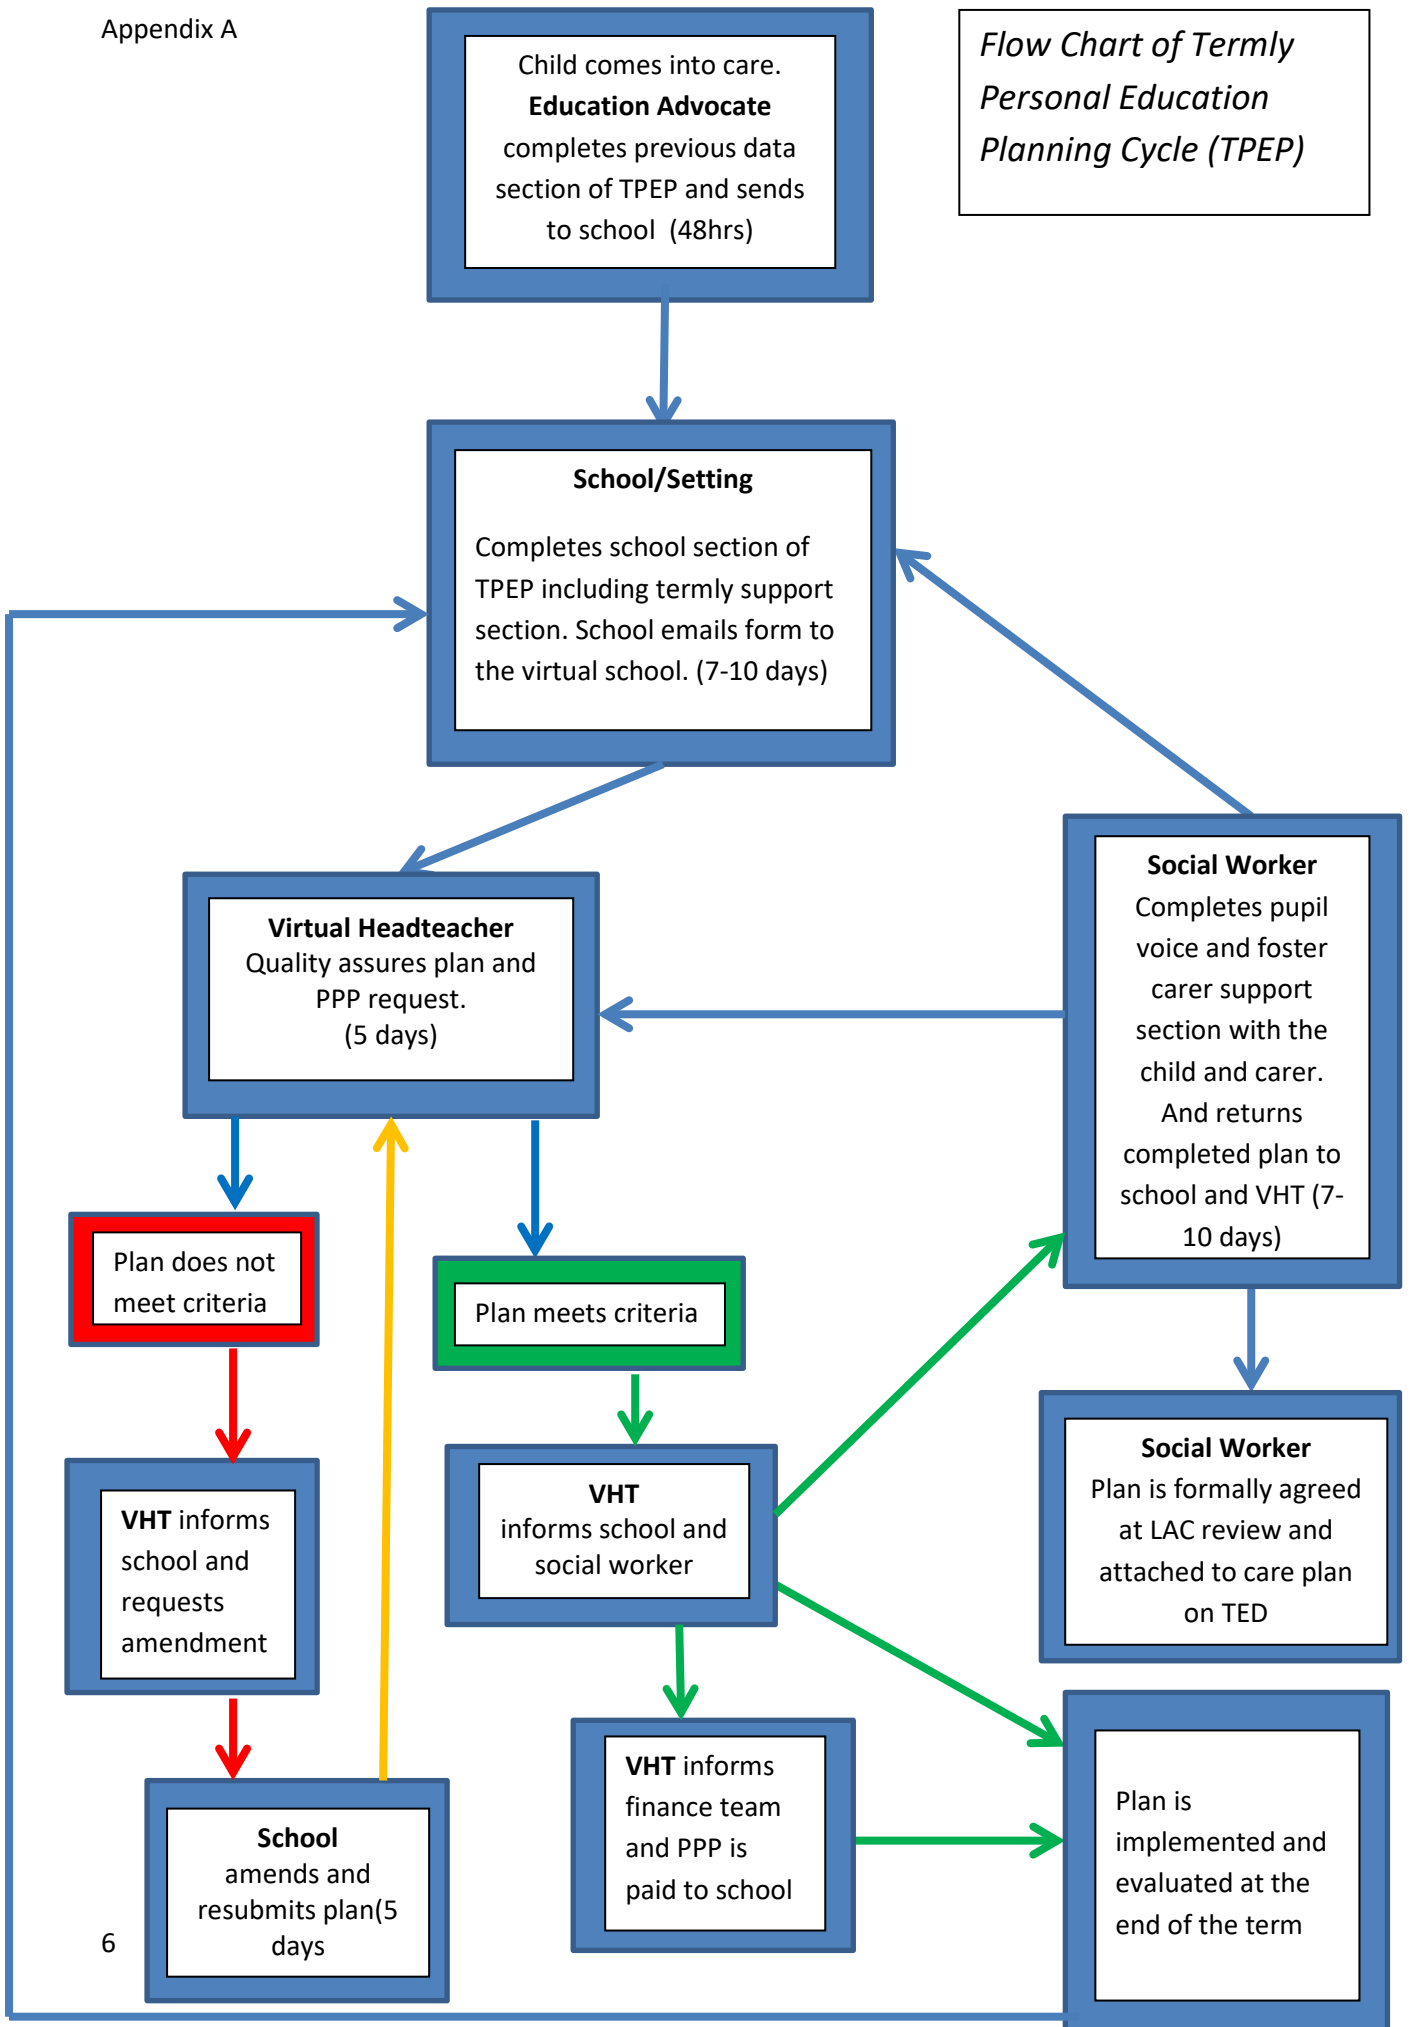 Appendix A
Child comes into care.
Education Advocate
completes previous data
section of TPEP and sends
to school (48hrs)
Flow Chart of Termly
Personal Education
Planning Cycle (TPEP)
School/Setting
Completes school section of
TPEP including termly support
section. School emails form to
the virtual school. (7-10 days)
Virtual Headteacher
Quality assures plan and
PPP request.
(5 days)
Social Worker
Completes pupil
voice and foster
carer support
section with the
child and carer.
And returns
completed plan to
school and VHT (7-
10 days)
Plan does not
meet criteria
Plan meets criteria
VHT informs
school and
requests
amendment
VHT
informs school and
social worker
Social Worker
Plan is formally agreed
at LAC review and
attached to care plan
on TED
School
amends and
resubmits plan(5
days
VHT informs
finance team
and PPP is
paid to school
Plan is
implemented and
evaluated at the
end of the term
6